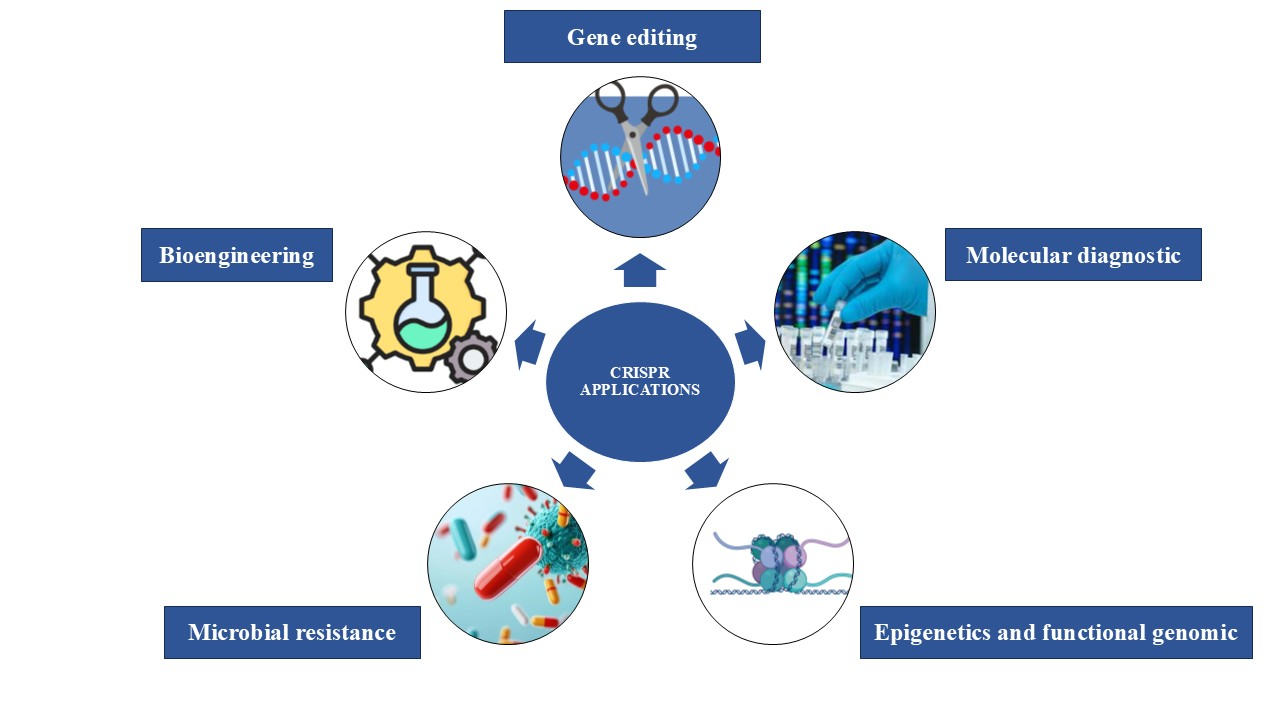 Gene editing
Bioengineering
Molecular diagnostic
CRISPR
APPLICATIONS
Microbial resistance
Epigenetics and functional genomic